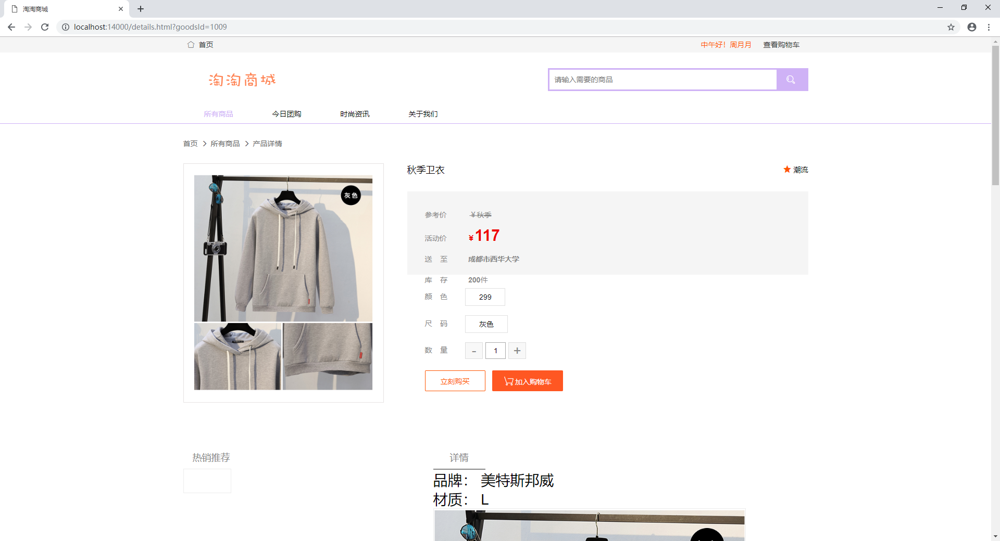 淘淘商城
localhost:14000/details.html?goodsId=1009
首页
中午好！周月月 查看购物车
淘淘商城
请输入需要的商品
所有商品 今日团购 时尚资讯 关于我们
首页 > 所有商品 > 产品详情
秋季卫衣
潮流
灰色
参考价 ￥秋季
活动价 ¥117
送 至 成都市西华大学
库 存 200件
颜 色 299
尺 码 灰色
数 量 - 1 +
立刻购买 加入购物车
热销推荐
详情
品牌： 美特斯邦威
材质： L